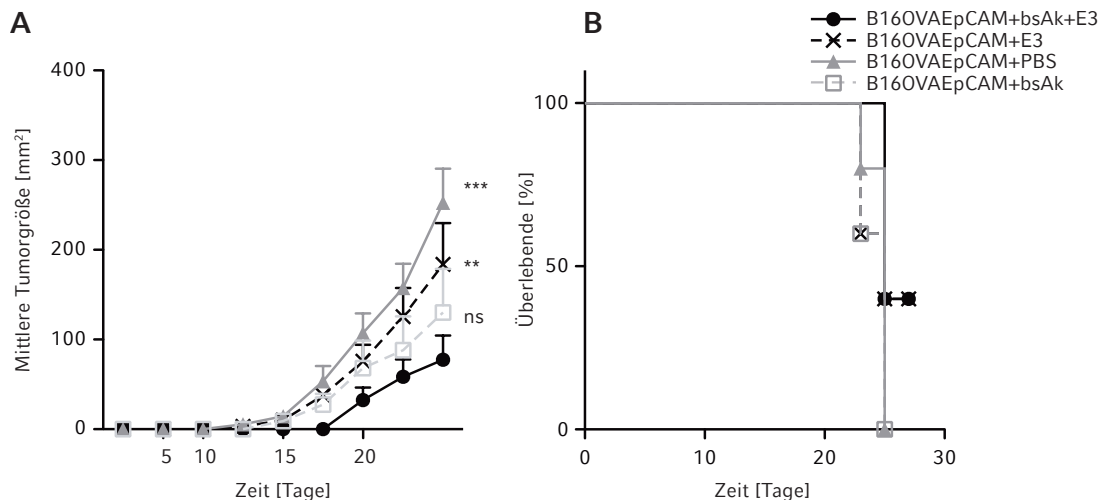 A
B
B16OVAEpCAM+bsAk+E3
B16OVAEpCAM+E3
B16OVAEpCAM+PBS
B16OVAEpCAM+bsAk
Mittlere Tumorgröße [mm²]
400
300
200
100
0
5 10 15 20
Zeit [Tage]
***
**
ns
Überlebende [%]
100
50
0
0 10 20 30
Zeit [Tage]